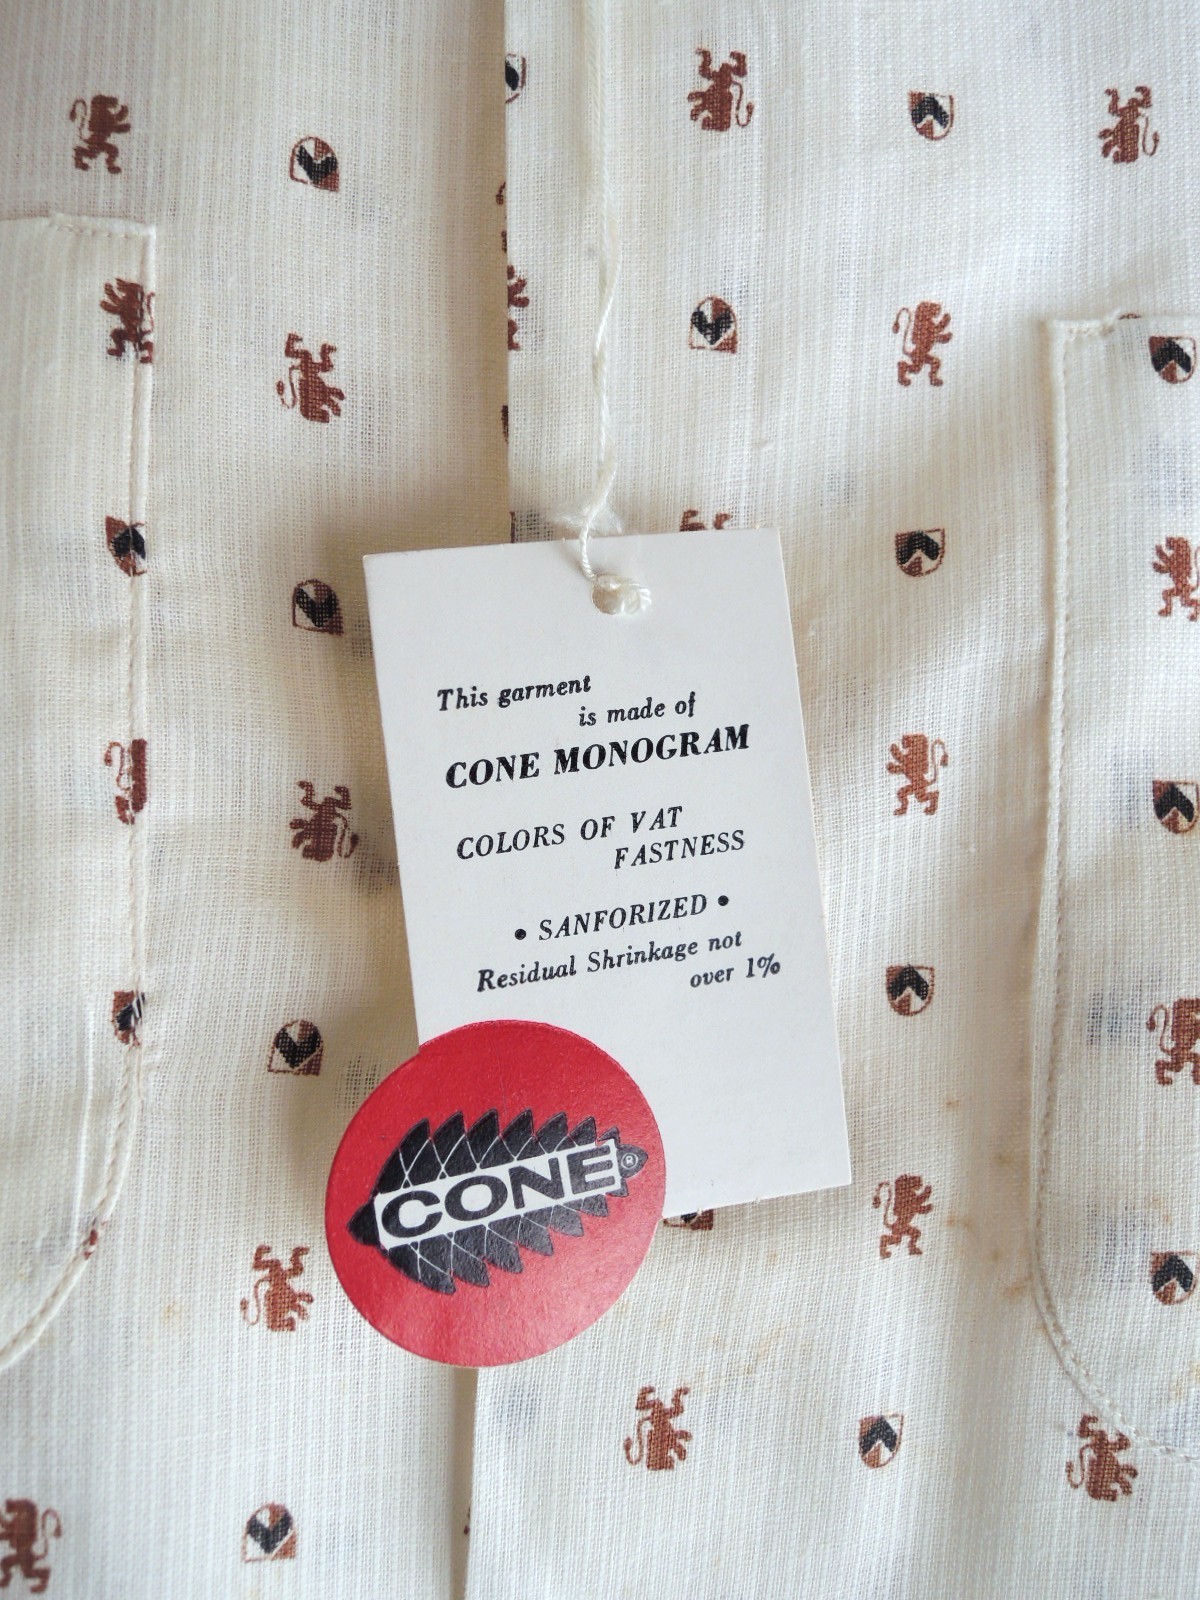 This garment
is made of
CONE MONOGRAM
COLORS OF VAT
FASTNESS
• SANFORIZED •
Residual Shrinkage not
over 1%
CONE®